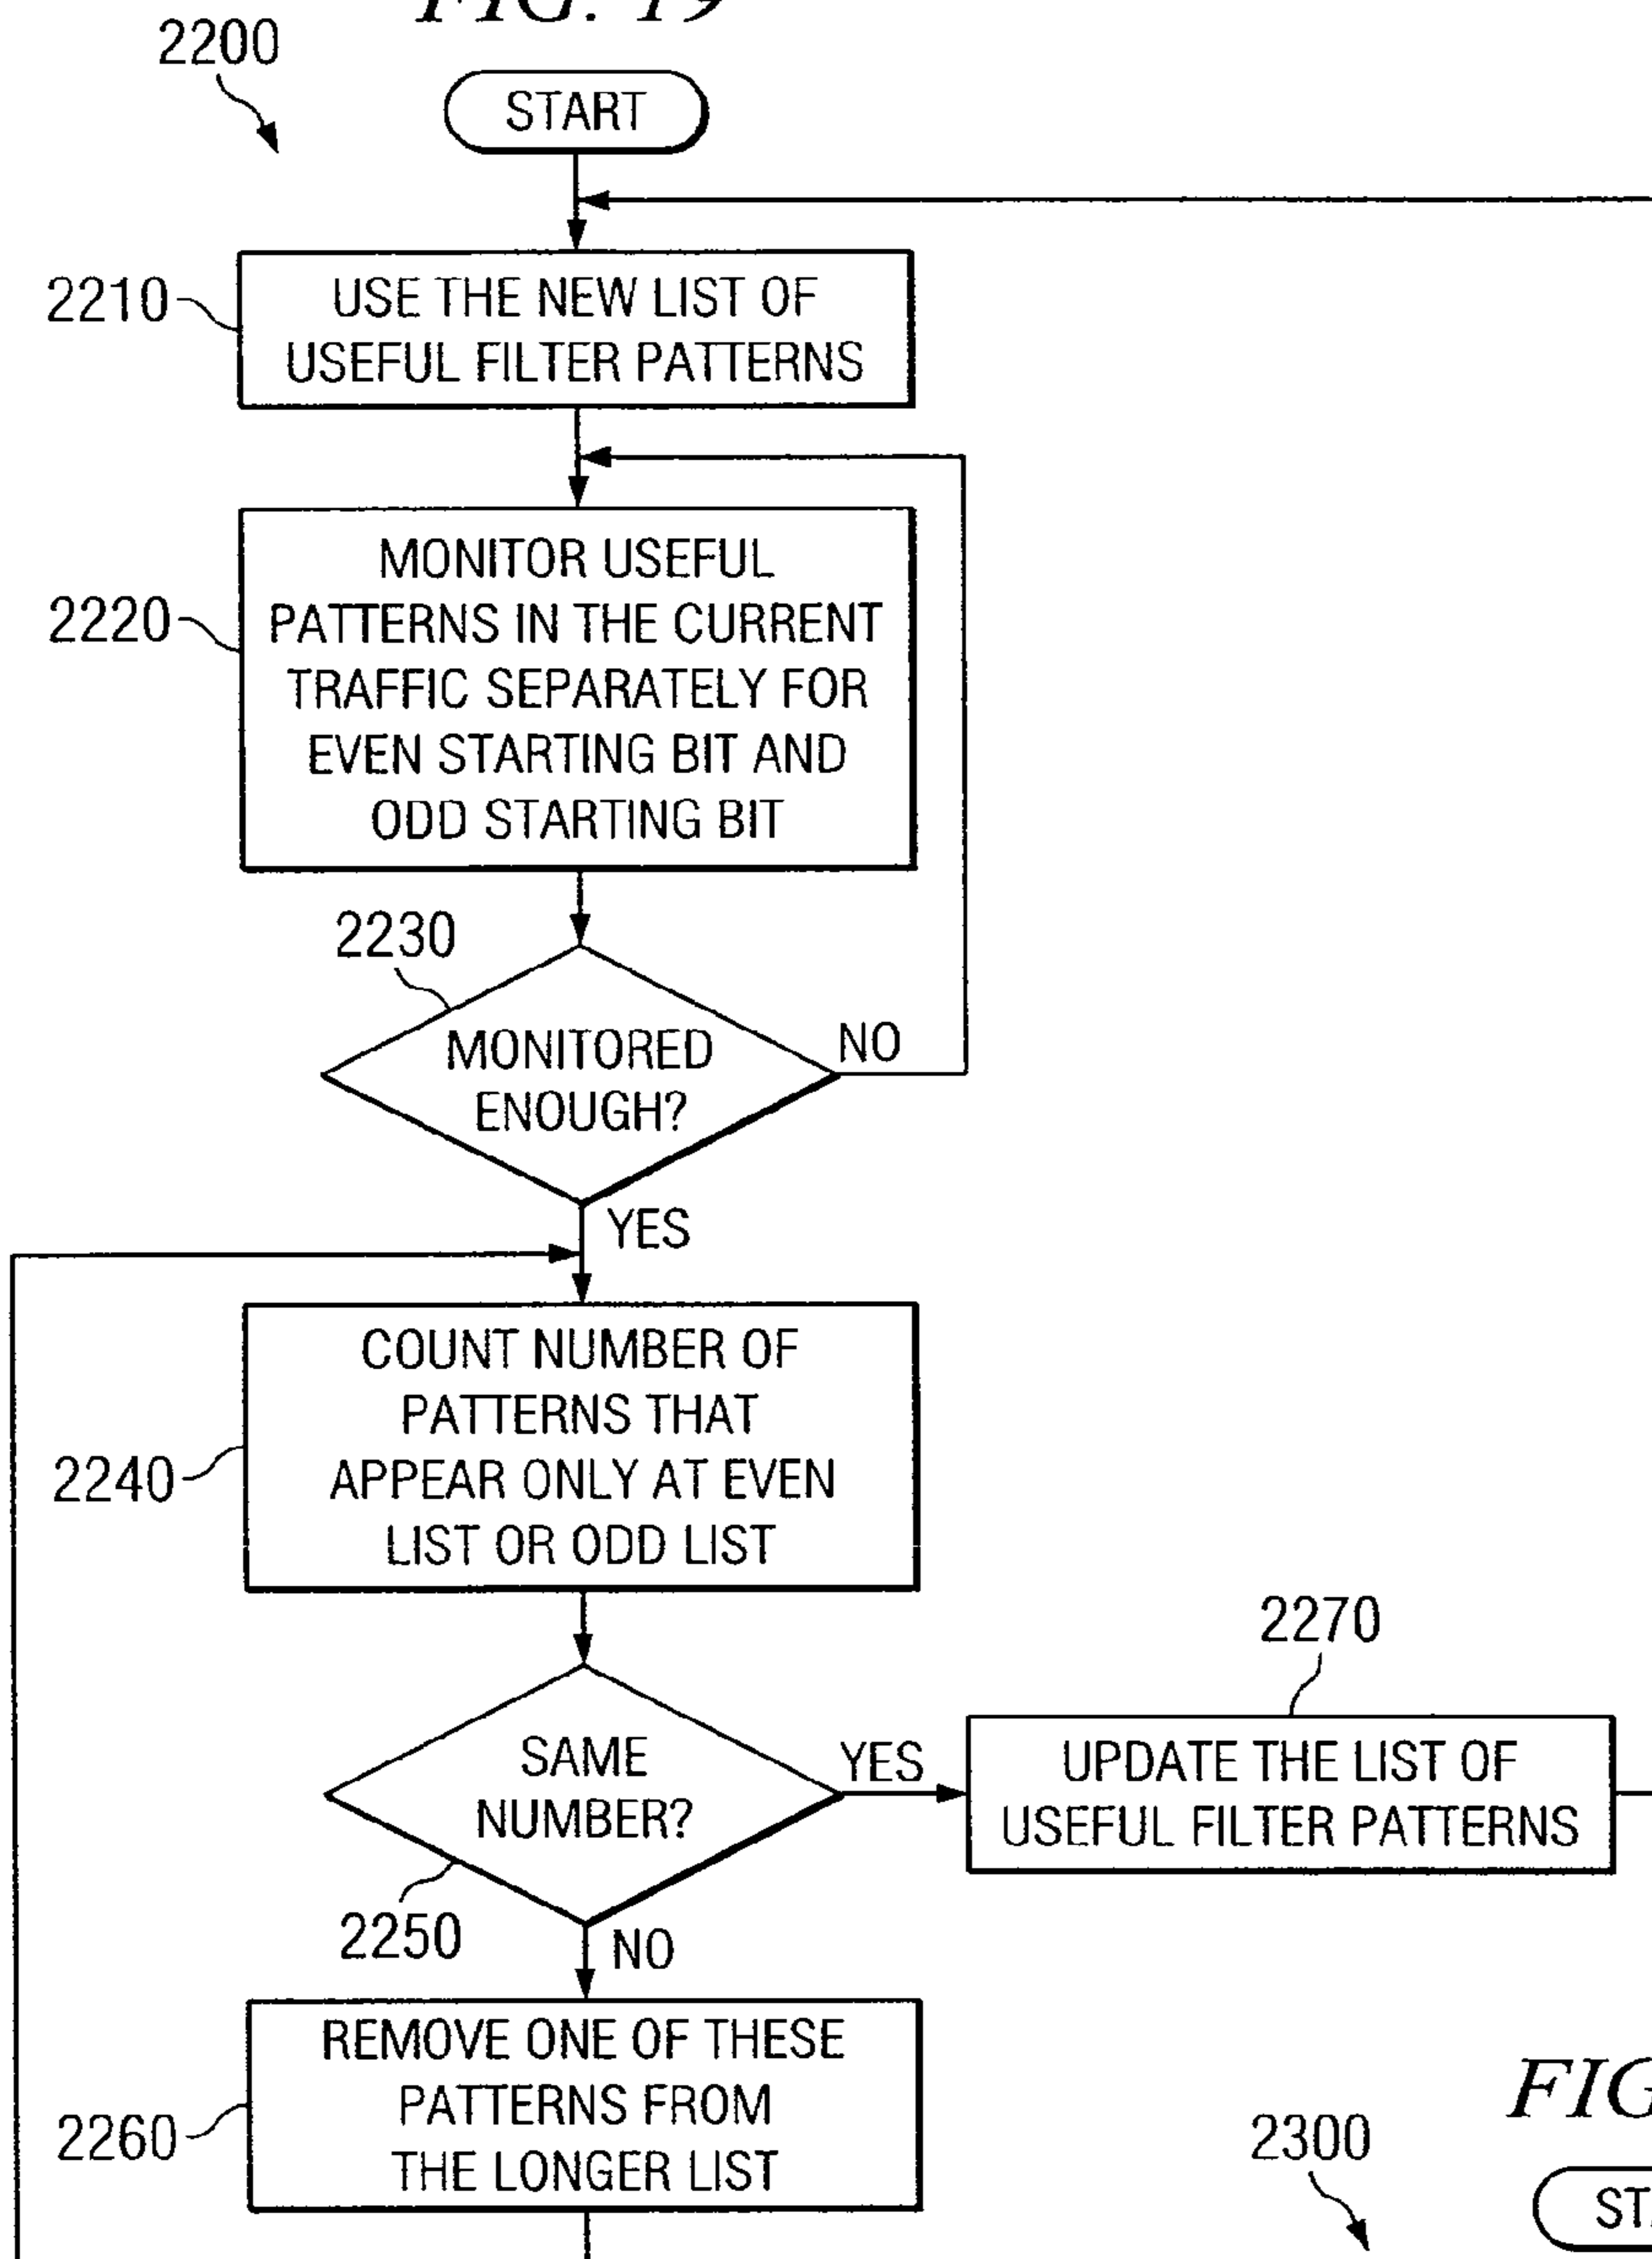 FIG. 19
2200
START
2210
USE THE NEW LIST OF
USEFUL FILTER PATTERNS
2220
MONITOR USEFUL
PATTERNS IN THE CURRENT
TRAFFIC SEPARATELY FOR
EVEN STARTING BIT AND
ODD STARTING BIT
2230
MONITORED
ENOUGH?
NO
YES
2240
COUNT NUMBER OF
PATTERNS THAT
APPEAR ONLY AT EVEN
LIST OR ODD LIST
2250
SAME
NUMBER?
YES
2270
UPDATE THE LIST OF
USEFUL FILTER PATTERNS
NO
2260
REMOVE ONE OF THESE
PATTERNS FROM
THE LONGER LIST
FIG
2300